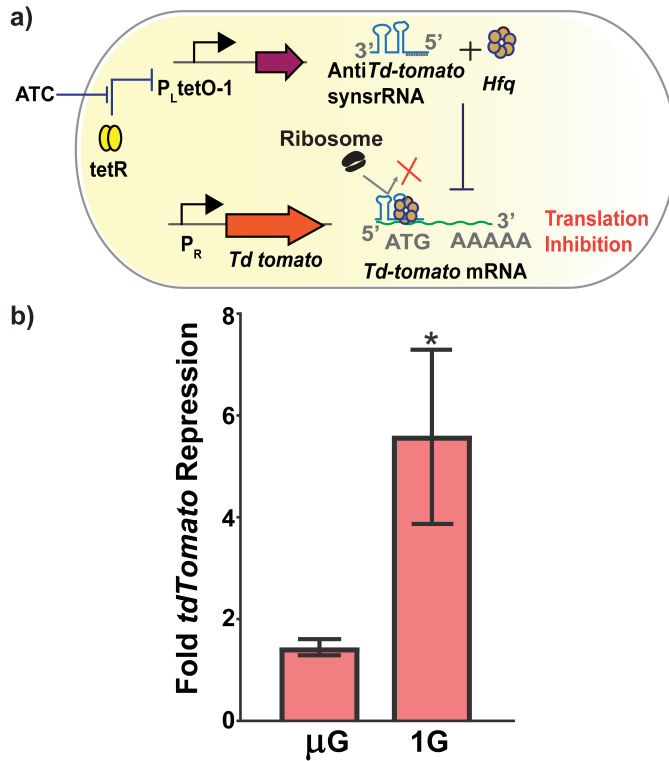 a)
ATC
tetR
PLtetO-1
3’ 5’
+
AntiTd-tomato
synsrRNA
Hfq
Ribosome
PR
Td tomato
5’ ATG AAAAA 3’
Td-tomato mRNA
Translation
Inhibition
b)
Fold tdTomato Repression
8
6
4
2
0
*
μG 1G